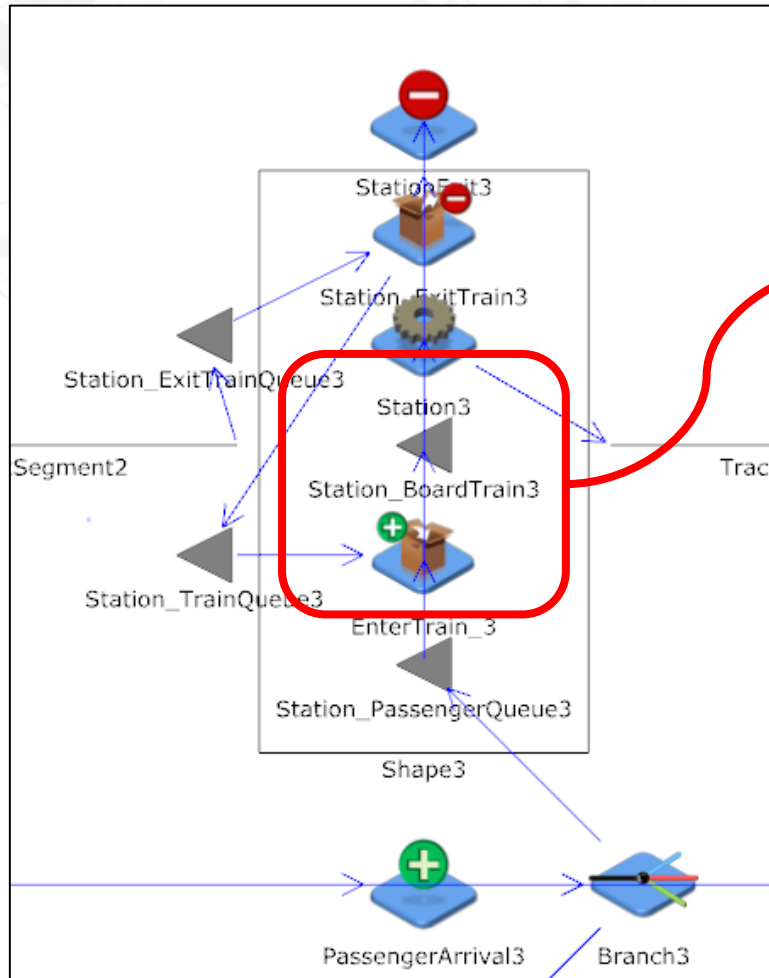 StationExit3
Station_ExitTrain3
Station_ExitTrainQueue3
Station3
Segment2
Trac
Station_BoardTrain3
Station_TrainQueue3
EnterTrain_3
Station_PassengerQueue3
Shape3
PassengerArrival3
Branch3